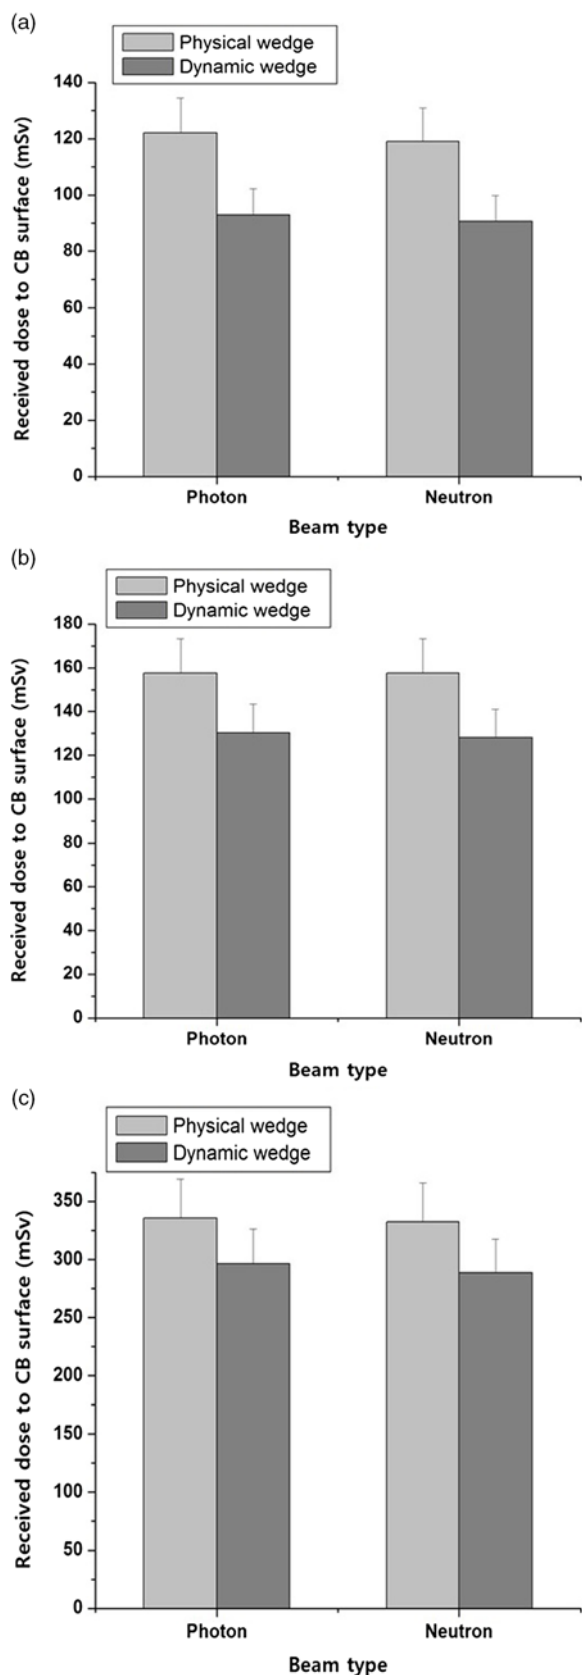 (a)
Physical wedge
Dynamic wedge
Received dose to CB surface (mSv)
140
120
100
80
60
40
20
0
Photon Neutron
Beam type
(b)
Physical wedge
Dynamic wedge
Received dose to CB surface (mSv)
180
160
140
120
100
80
60
40
20
0
Photon Neutron
Beam type
(c)
Physical wedge
Dynamic wedge
Received dose to CB surface (mSv)
350
300
250
200
150
100
50
0
Photon Neutron
Beam type